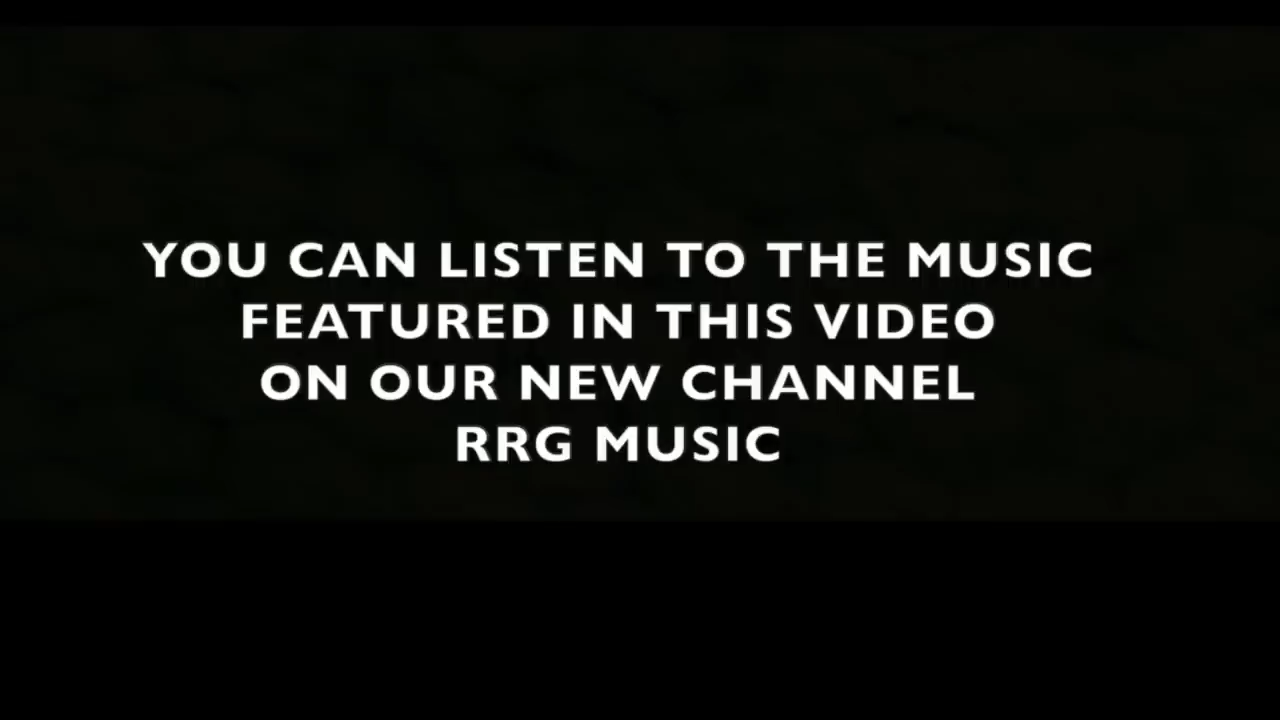 YOU CAN LISTEN TO THE MUSIC
FEATURED IN THIS VIDEO
ON OUR NEW CHANNEL
RRG MUSIC